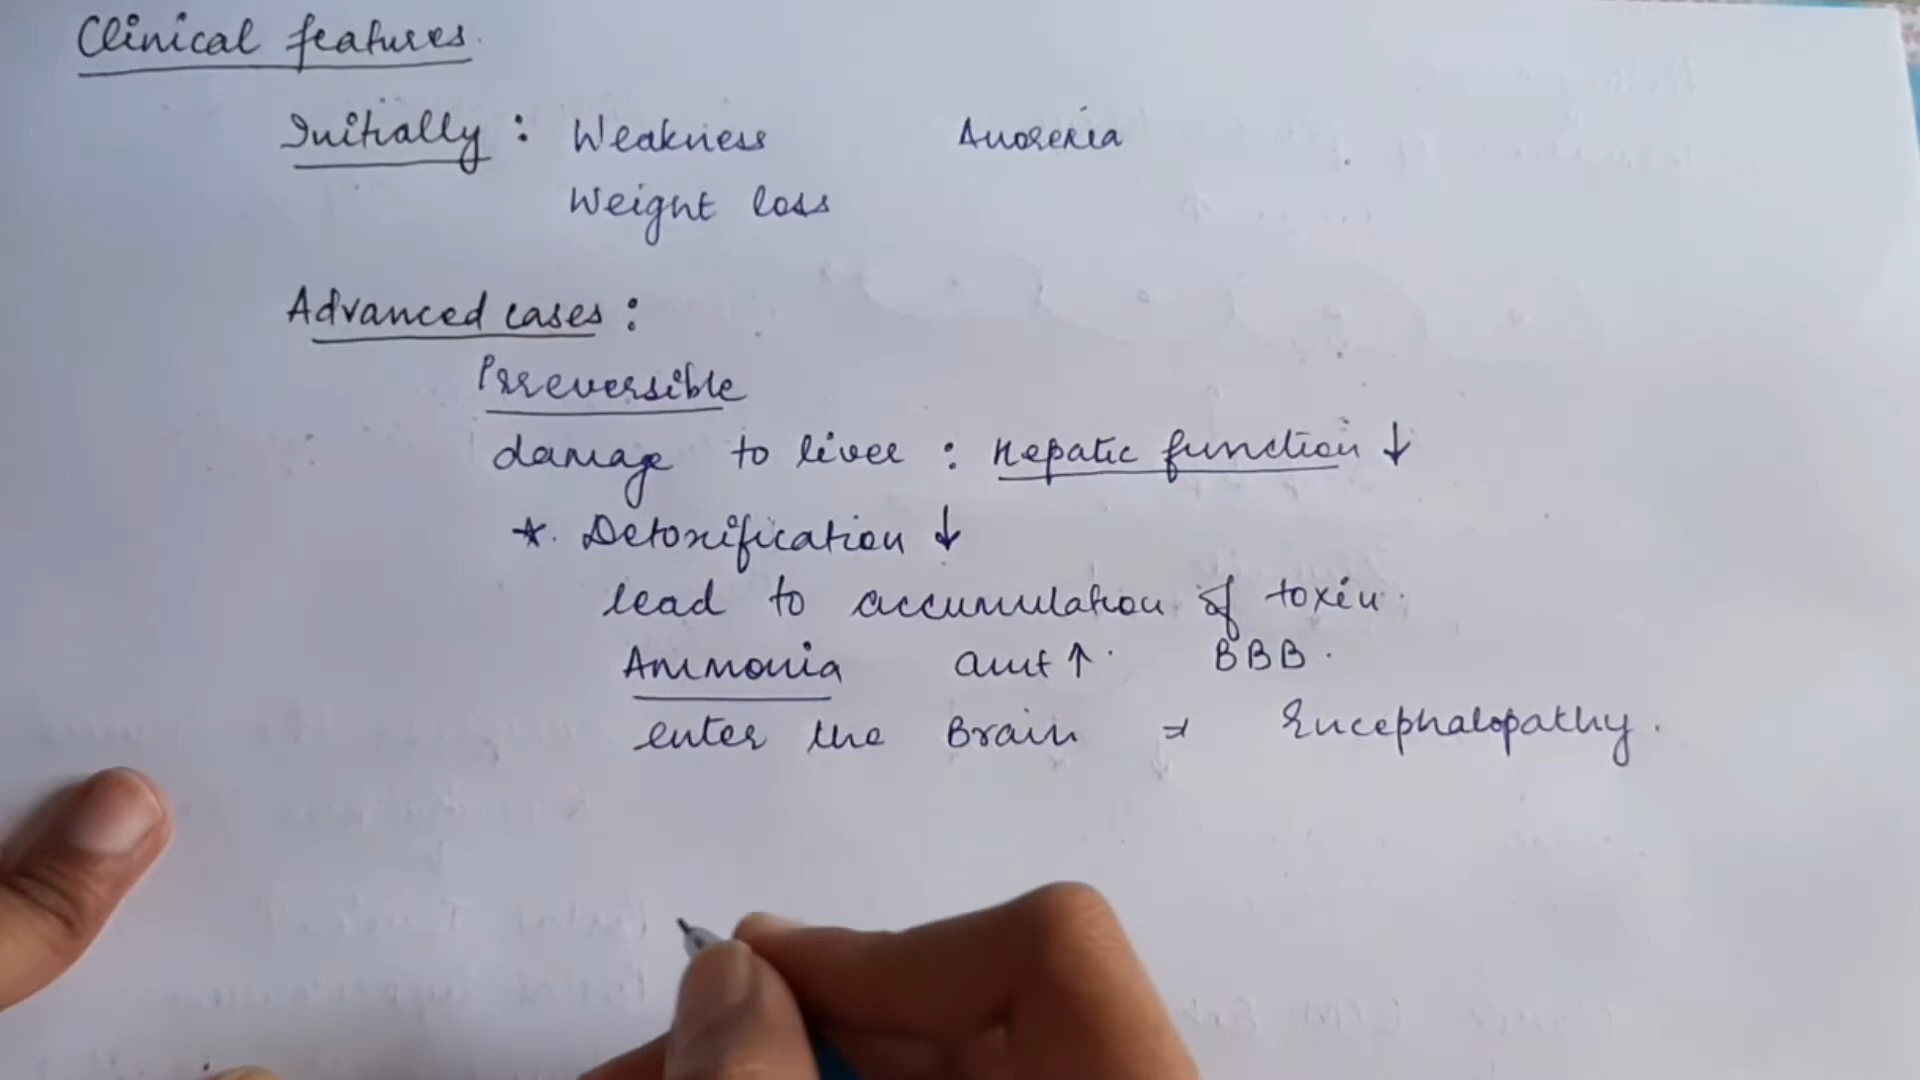 Clinical features.
Initially : Weakness Anorexia
Weight loss
Advanced cases :
Irreversible
damage to liver : Hepatic function ↓
*. Detoxification ↓
lead to accumulation of toxin.
Ammonia amt ↑. BBB.
enter the Brain → Encephalopathy.